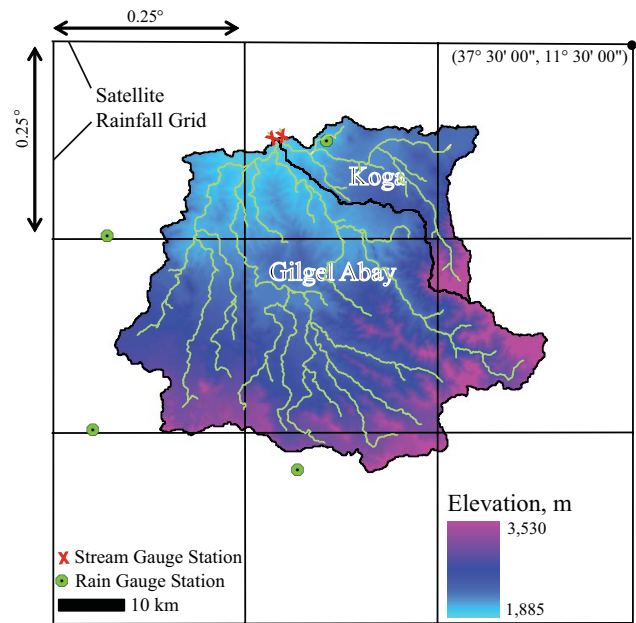 0.25°
0.25°
(37° 30' 00", 11° 30' 00")
Satellite
Rainfall Grid
Koga
Gilgel Abay
Elevation, m
3,530
1,885
Stream Gauge Station
Rain Gauge Station
10 km